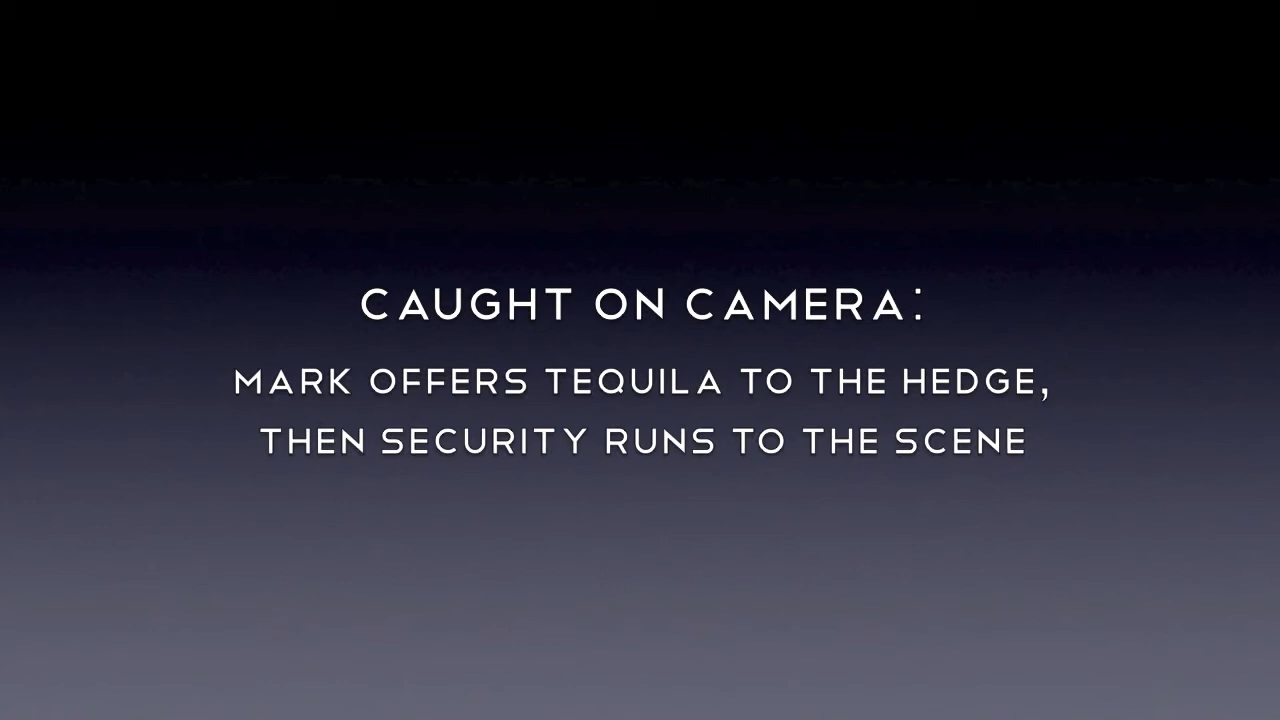 CAUGHT ON CAMERA:
MARK OFFERS TEQUILA TO THE HEDGE,
THEN SECURITY RUNS TO THE SCENE